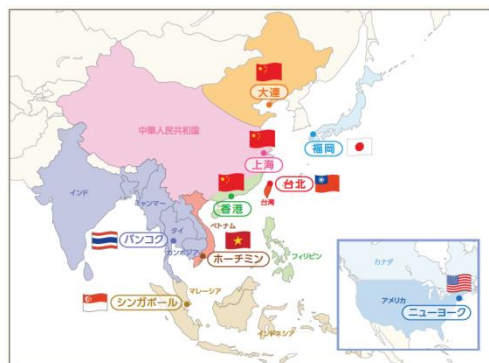 大連
中華人民共和国
福岡
上海
台北
台湾
香港
インド
ミャンマー
ベトナム
タイ
バンコク
カンボジア
ホーチミン
フィリピン
マレーシア
シンガポール
インドネシア
カナダ
アメリカ
ニューヨーク